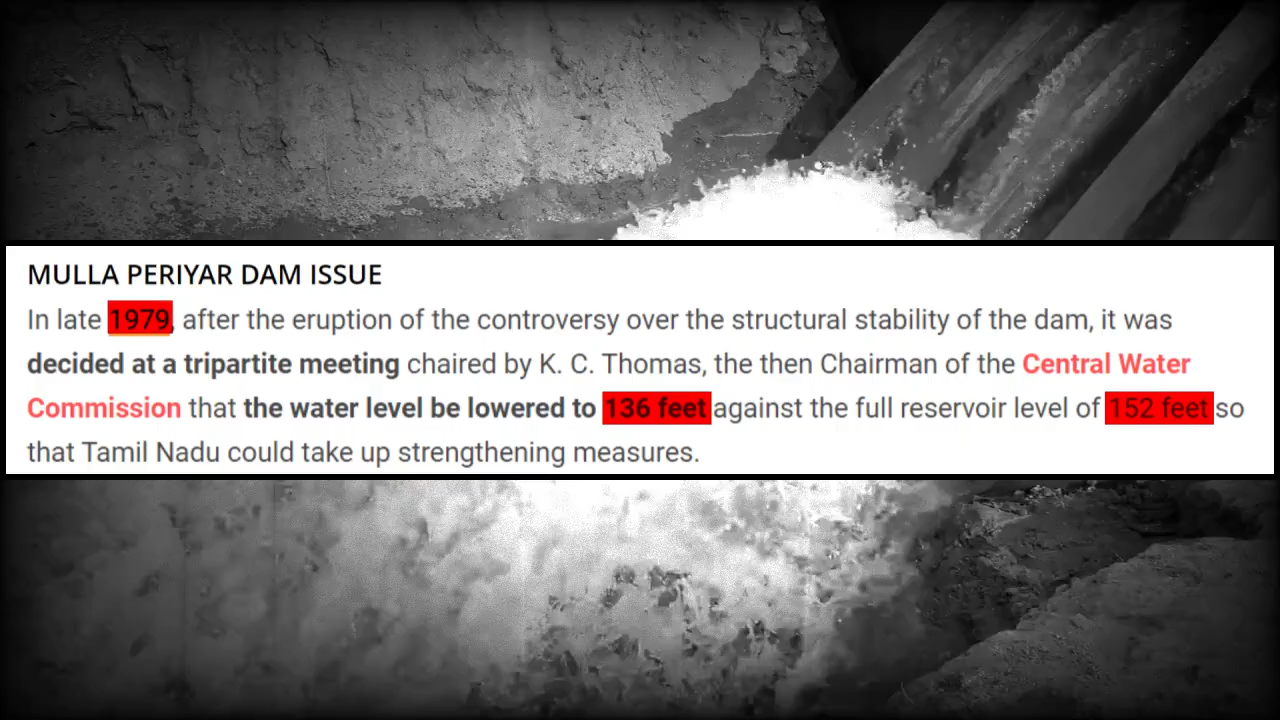 MULLA PERIYAR DAM ISSUE
In late 1979, after the eruption of the controversy over the structural stability of the dam, it was
decided at a tripartite meeting chaired by K. C. Thomas, the then Chairman of the Central Water
Commission that the water level be lowered to 136 feet against the full reservoir level of 152 feet so
that Tamil Nadu could take up strengthening measures.